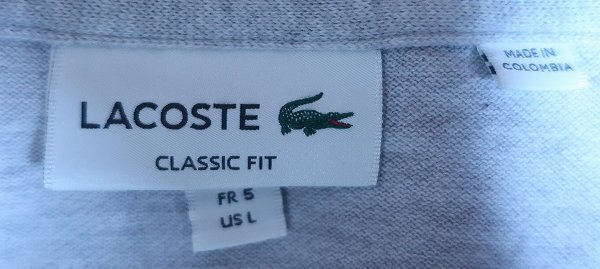 LACOSTE
CLASSIC FIT
FR 5
US L
MADE IN
COLOMBIA